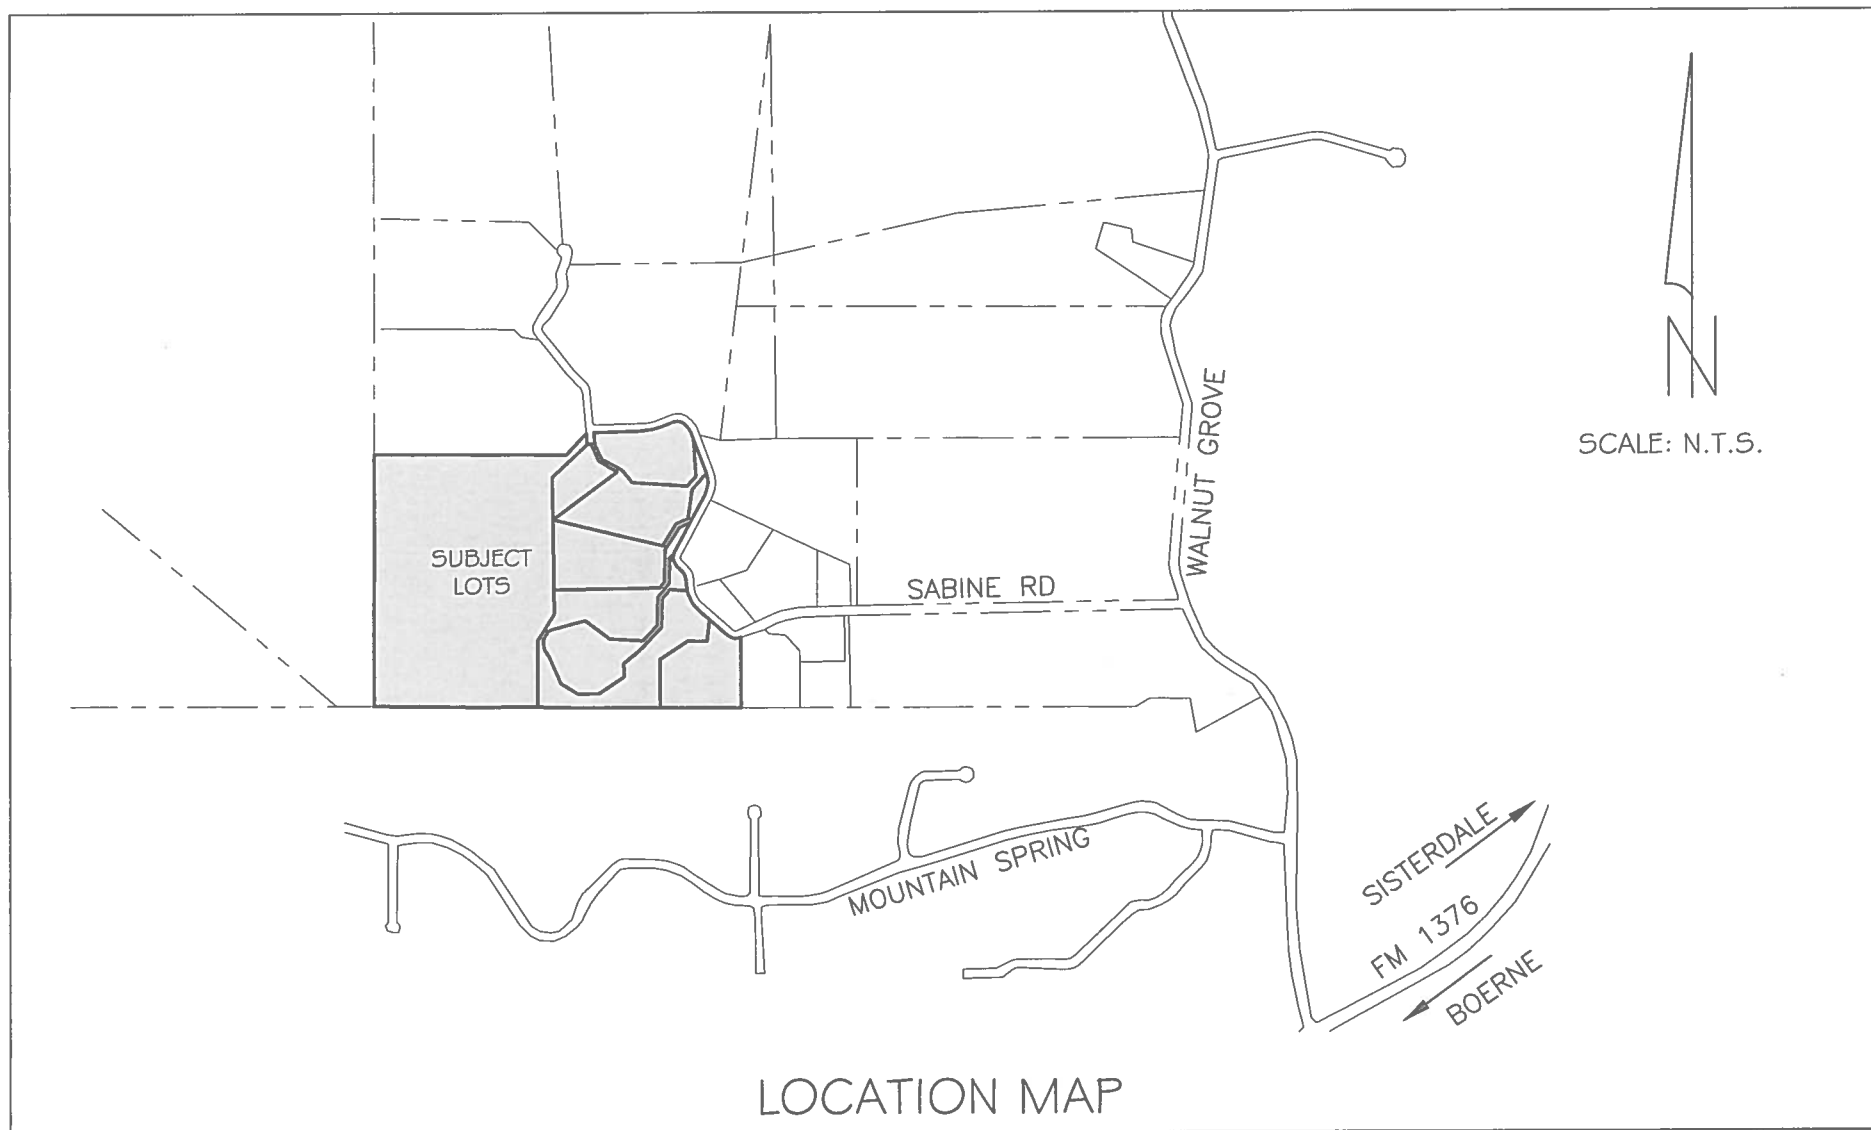 N
SCALE: N.T.S.
WALNUT GROVE
SUBJECT
LOTS
SABINE RD
MOUNTAIN SPRING
SISTERDALE
FM 1376
BOERNE
LOCATION MAP